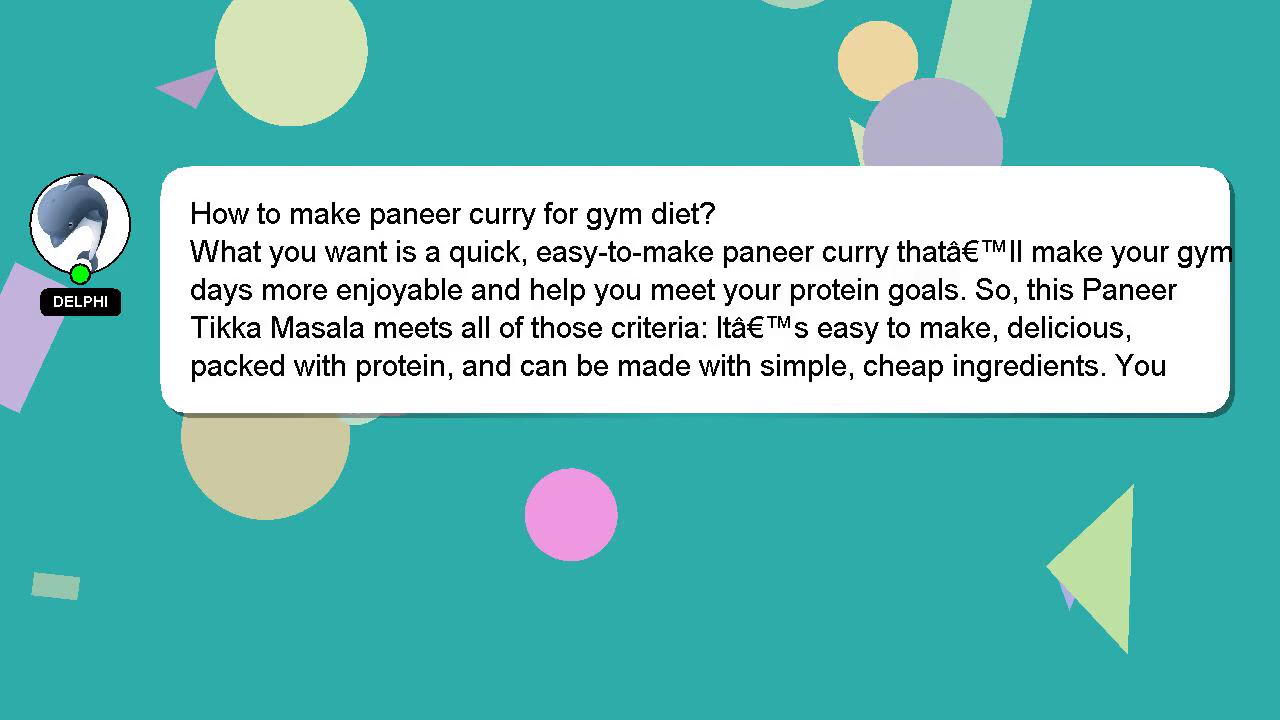 How to make paneer curry for gym diet?
What you want is a quick, easy-to-make paneer curry thatâ€™ll make your gym
days more enjoyable and help you meet your protein goals. So, this Paneer
Tikka Masala meets all of those criteria: Itâ€™s easy to make, delicious,
packed with protein, and can be made with simple, cheap ingredients. You
DELPHI